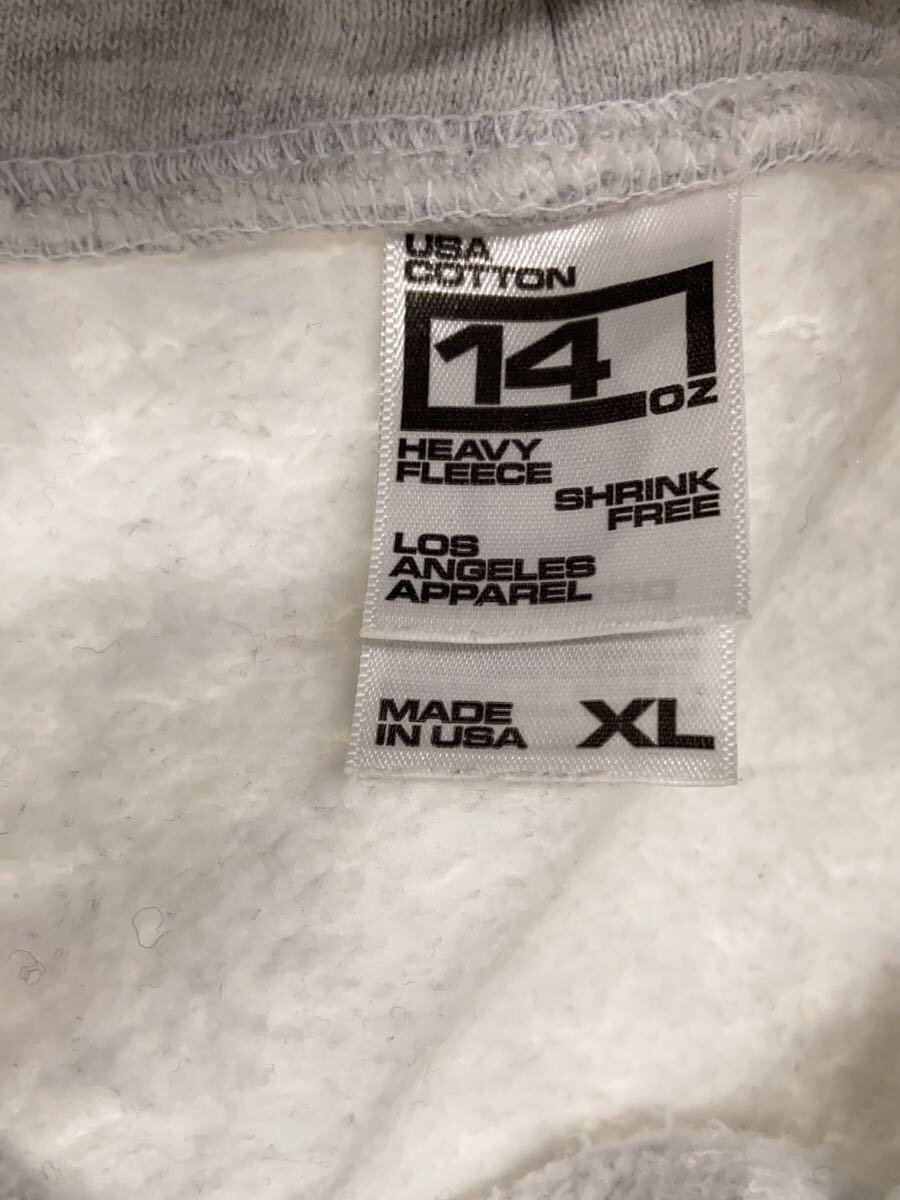 USA
COTTON
14
OZ
HEAVY
FLEECE
SHRINK
FREE
LOS
ANGELES
APPAREL
MADE
IN USA
XL